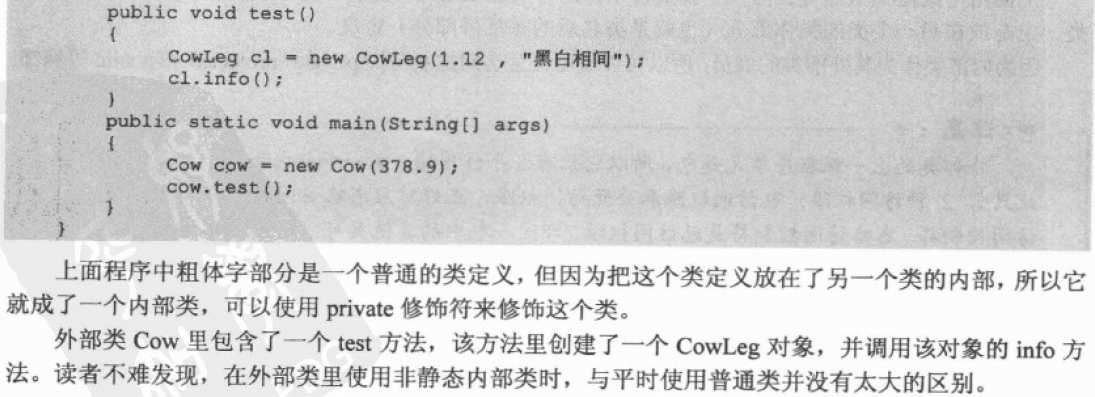 public void test()
{
CowLeg cl = new CowLeg(1.12 , "黑白相间");
cl.info();
}
public static void main(String[] args)
{
Cow cow = new Cow(378.9);
cow.test();
}
}
上面程序中粗体字部分是一个普通的类定义，但因为把这个类定义放在了另一个类的内部，所以它
就成了一个内部类，可以使用 private 修饰符来修饰这个类。
外部类 Cow 里包含了一个 test 方法，该方法里创建了一个 CowLeg 对象，并调用该对象的 info 方
法。读者不难发现，在外部类里使用非静态内部类时，与平时使用普通类并没有太大的区别。